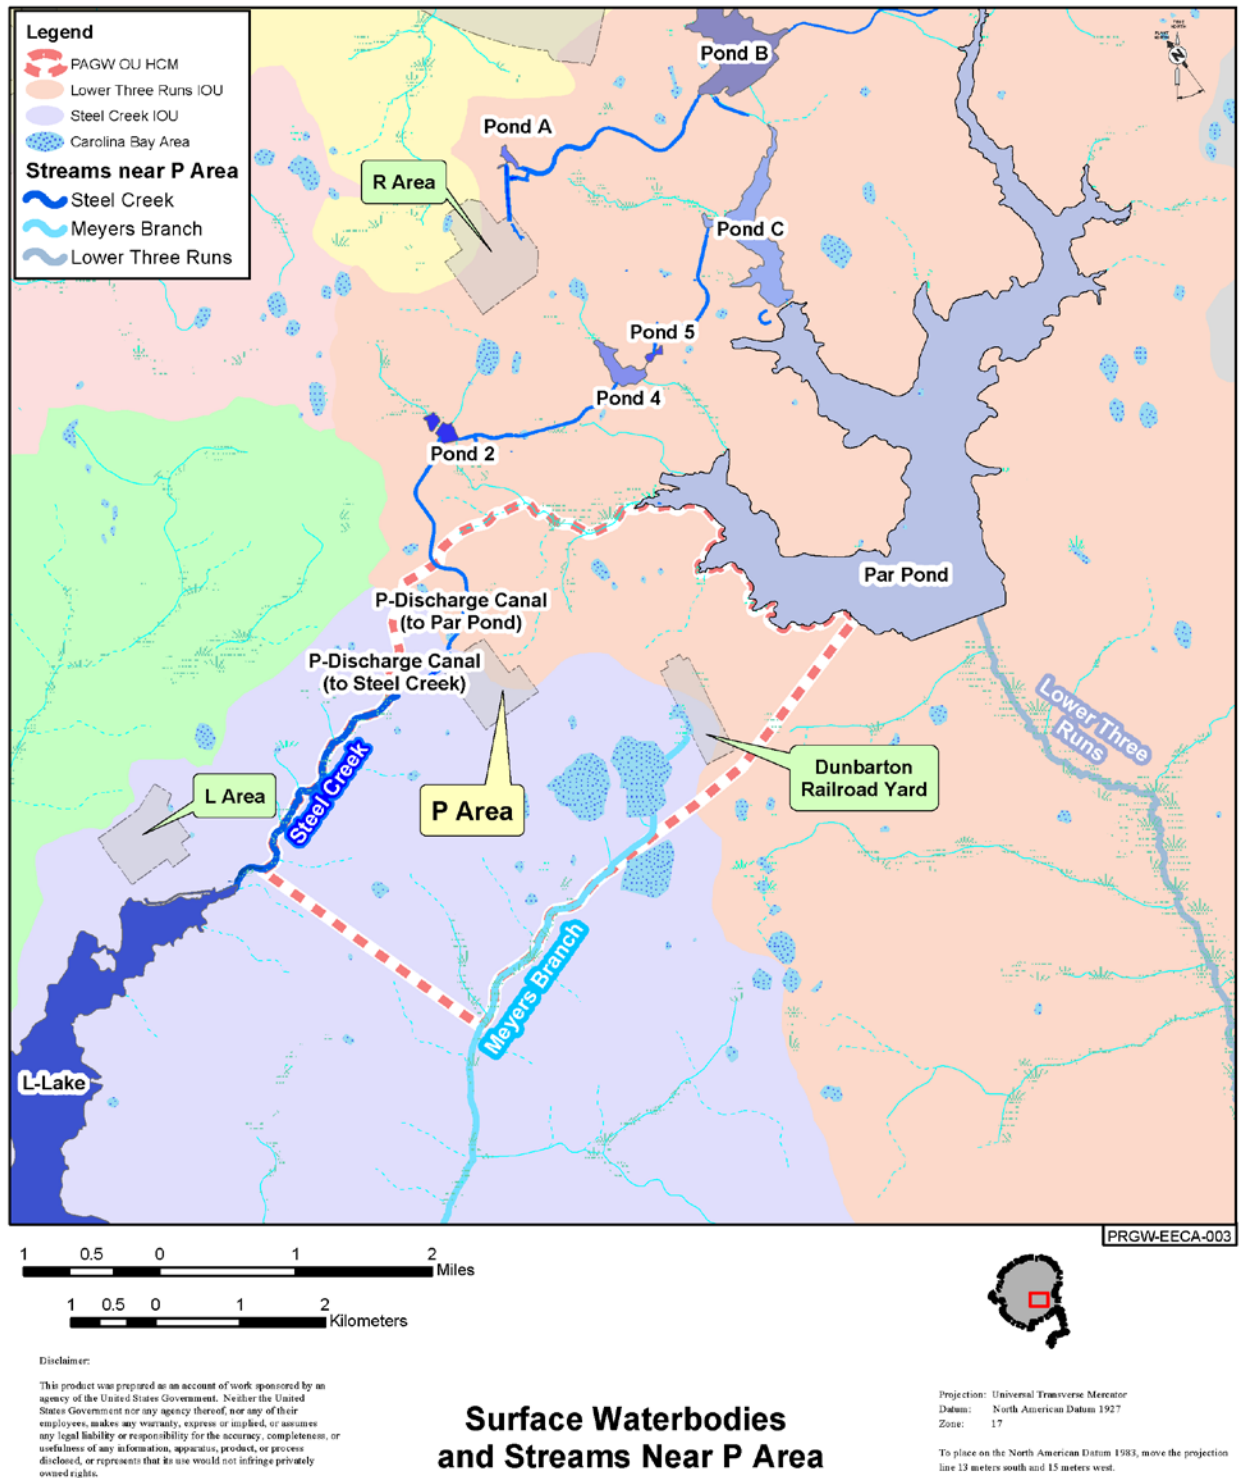 Legend
PAGW OU HCM
Lower Three Runs IOU
Steel Creek IOU
Carolina Bay Area
Streams near P Area
Steel Creek
Meyers Branch
Lower Three Runs
Pond B
Pond A
R Area
Pond C
Pond 5
Pond 4
Pond 2
Par Pond
P-Discharge Canal
(to Par Pond)
P-Discharge Canal
(to Steel Creek)
Lower Three
Runs
Steel Creek
Dunbarton
Railroad Yard
L Area
P Area
Meyers Branch
L-Lake
PRGW-EECA-003
1 0.5 0 1 2
Miles
1 0.5 0 1 2
Kilometers
Disclaimer:
This product was prepared as an account of work sponsored by an
agency of the United States Government. Neither the United
States Government nor any agency thereof, nor any of their
employees, makes any warranty, express or implied, or assumes
any legal liability or responsibility for the accuracy, completeness, or
usefulness of any information, apparatus, product, or process
disclosed, or represents that its use would not infringe privately
owned rights.
Surface Waterbodies
and Streams Near P Area
Projection: Universal Transverse Mercator
Datum: North American Datum 1927
Zone: 17
To place on the North American Datum 1983, move the projection
line 13 meters south and 15 meters west.